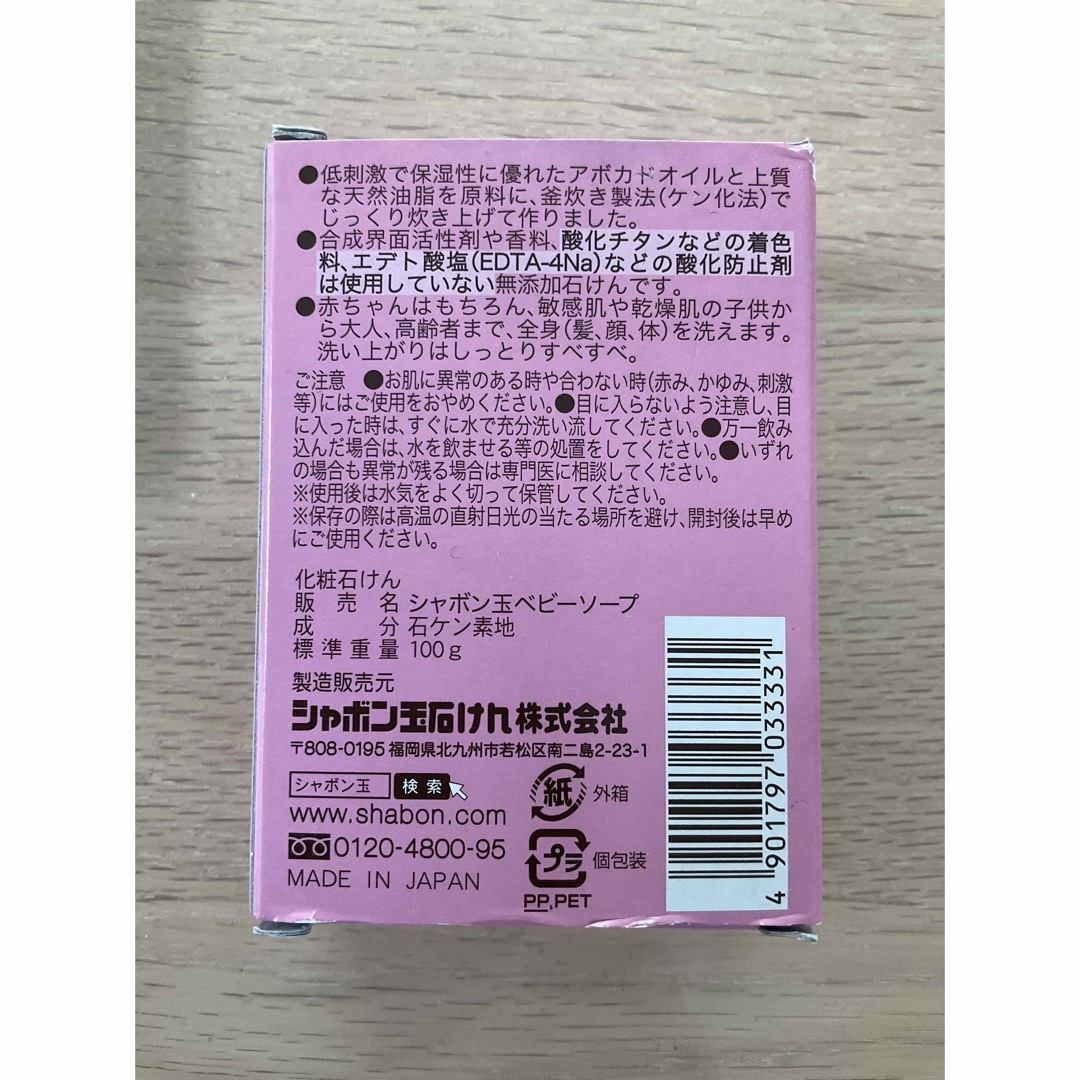 ●低刺激で保湿性に優れたアボカドオイルと上質
な天然油脂を原料に、釜炊き製法(ケン化法)で
じっくり炊き上げて作りました。
●合成界面活性剤や香料、酸化チタンなどの着色
料、エデト酸塩(EDTA-4Na)などの酸化防止剤
は使用していない無添加石けんです。
●赤ちゃんはもちろん、敏感肌や乾燥肌の子供か
ら大人、高齢者まで、全身(髪、顔、体)を洗えます。
洗い上がりはしっとりすべすべ。
ご注意 ●お肌に異常のある時や合わない時(赤み、かゆみ、刺激
等)にはご使用をおやめください。●目に入らないよう注意し、目
に入った時は、すぐに水で充分洗い流してください。●万一飲み
込んだ場合は、水を飲ませる等の処置をしてください。●いずれ
の場合も異常が残る場合は専門医に相談してください。
※使用後は水気をよく切って保管してください。
※保存の際は高温の直射日光の当たる場所を避け、開封後は早め
にご使用ください。
化粧石けん
販売名 シャボン玉ベビーソープ
成分 石ケン素地
標準重量 100g
製造販売元
シャボン玉石けん株式会社
〒808-0195 福岡県北九州市若松区南二島2-23-1
シャボン玉 検索
www.shabon.com
0120-4800-95
MADE IN JAPAN
紙 外箱
プラ 個包装
PP,PET
4 901797 033331